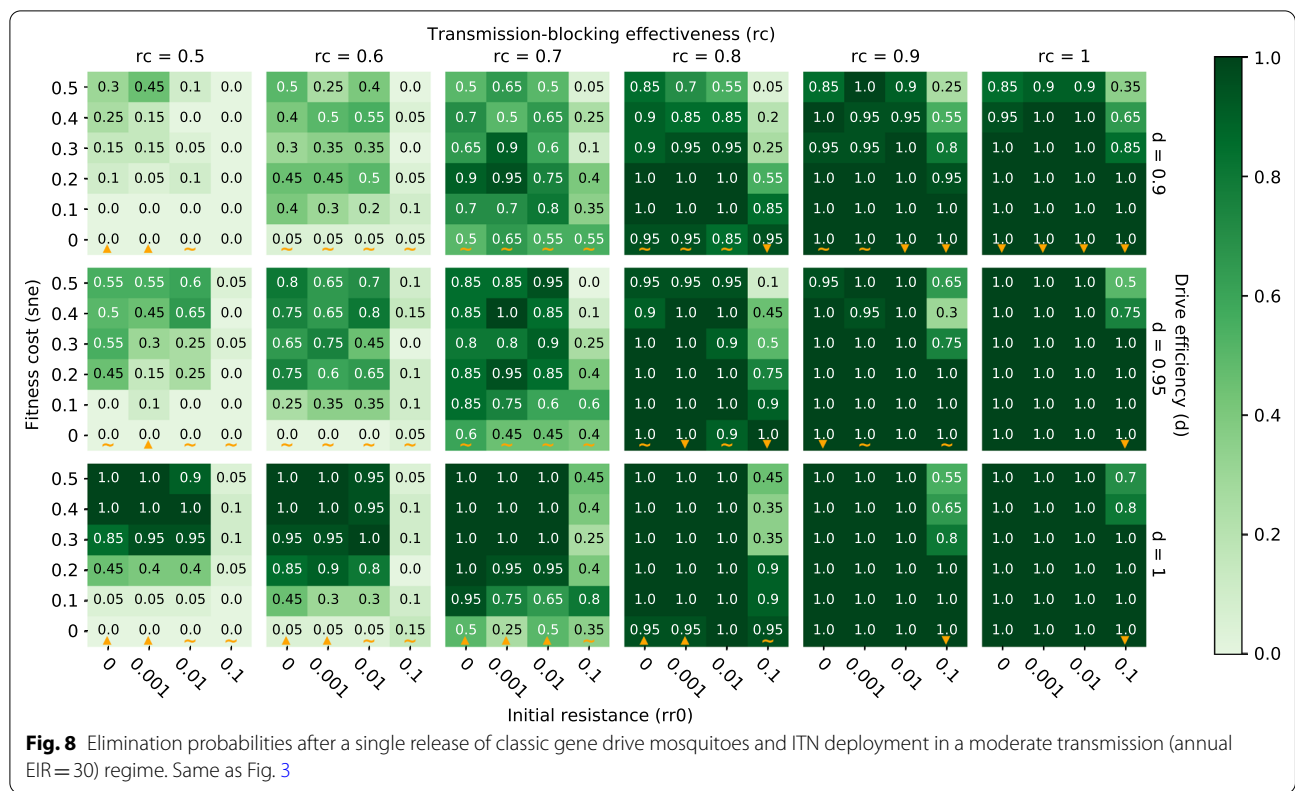 Transmission-blocking effectiveness (rc)
rc = 0.5 rc = 0.6 rc = 0.7 rc = 0.8 rc = 0.9 rc = 1
0.5 0.3 0.45 0.1 0.0 0.5 0.25 0.4 0.0 0.5 0.65 0.5 0.05 0.85 0.7 0.55 0.05 0.85 1.0 0.9 0.25 0.85 0.9 0.9 0.35
0.4 0.25 0.15 0.0 0.0 0.4 0.5 0.55 0.05 0.7 0.5 0.65 0.25 0.9 0.85 0.85 0.2 1.0 0.95 0.95 0.55 0.95 1.0 1.0 0.65
0.3 0.15 0.15 0.05 0.0 0.3 0.35 0.35 0.0 0.65 0.9 0.6 0.1 0.9 0.95 0.95 0.25 0.95 0.95 1.0 0.8 1.0 1.0 1.0 0.85
0.2 0.1 0.05 0.1 0.0 0.45 0.45 0.5 0.05 0.9 0.95 0.75 0.4 1.0 1.0 1.0 0.55 1.0 1.0 1.0 0.95 1.0 1.0 1.0 1.0
0.1 0.0 0.0 0.0 0.0 0.4 0.3 0.2 0.1 0.7 0.7 0.8 0.35 1.0 1.0 1.0 0.85 1.0 1.0 1.0 1.0 1.0 1.0 1.0 1.0
0 0.0 0.0 0.0 0.0 0.05 0.05 0.05 0.05 0.5 0.65 0.55 0.55 0.95 0.95 0.85 0.95 1.0 1.0 1.0 1.0 1.0 1.0 1.0 1.0
d = 0.9
0.5 0.55 0.55 0.6 0.05 0.8 0.65 0.7 0.1 0.85 0.85 0.95 0.0 0.95 0.95 0.95 0.1 0.95 1.0 1.0 0.65 1.0 1.0 1.0 0.5
0.4 0.5 0.45 0.65 0.0 0.75 0.65 0.8 0.15 0.85 1.0 0.85 0.1 0.9 1.0 1.0 0.45 1.0 0.95 1.0 0.3 1.0 1.0 1.0 0.75
0.3 0.55 0.3 0.25 0.05 0.65 0.75 0.45 0.0 0.8 0.8 0.9 0.25 1.0 1.0 0.9 0.5 1.0 1.0 1.0 0.75 1.0 1.0 1.0 1.0
0.2 0.45 0.15 0.25 0.0 0.75 0.6 0.65 0.1 0.85 0.95 0.85 0.4 1.0 1.0 1.0 0.75 1.0 1.0 1.0 1.0 1.0 1.0 1.0 1.0
0.1 0.0 0.1 0.0 0.0 0.25 0.35 0.35 0.1 0.85 0.75 0.6 0.6 1.0 1.0 1.0 0.9 1.0 1.0 1.0 1.0 1.0 1.0 1.0 1.0
0 0.0 0.0 0.0 0.0 0.0 0.0 0.0 0.05 0.6 0.45 0.45 0.4 1.0 1.0 0.9 1.0 1.0 1.0 1.0 1.0 1.0 1.0 1.0 1.0
d = 0.95
0.5 1.0 1.0 0.9 0.05 1.0 1.0 0.95 0.05 1.0 1.0 1.0 0.45 1.0 1.0 1.0 0.45 1.0 1.0 1.0 0.55 1.0 1.0 1.0 0.7
0.4 1.0 1.0 1.0 0.1 1.0 1.0 0.95 0.1 1.0 1.0 1.0 0.4 1.0 1.0 1.0 0.35 1.0 1.0 1.0 0.65 1.0 1.0 1.0 0.8
0.3 0.85 0.95 0.95 0.1 0.95 0.95 1.0 0.1 1.0 1.0 1.0 0.25 1.0 1.0 1.0 0.35 1.0 1.0 1.0 0.8 1.0 1.0 1.0 1.0
0.2 0.45 0.4 0.4 0.05 0.85 0.9 0.8 0.0 1.0 0.95 0.95 0.4 1.0 1.0 1.0 0.9 1.0 1.0 1.0 1.0 1.0 1.0 1.0 1.0
0.1 0.05 0.05 0.05 0.0 0.45 0.3 0.3 0.1 0.95 0.75 0.65 0.8 1.0 1.0 1.0 0.9 1.0 1.0 1.0 1.0 1.0 1.0 1.0 1.0
0 0.0 0.0 0.0 0.0 0.05 0.05 0.05 0.15 0.5 0.25 0.5 0.35 0.95 0.95 1.0 0.95 1.0 1.0 1.0 1.0 1.0 1.0 1.0 1.0
d = 1
0 0.001 0.01 0.1 0 0.001 0.01 0.1 0 0.001 0.01 0.1 0 0.001 0.01 0.1 0 0.001 0.01 0.1 0 0.001 0.01 0.1
Fitness cost (sne)
Drive efficiency (d)
Initial resistance (rr0)
1.0
0.8
0.6
0.4
0.2
0.0
Fig. 8 Elimination probabilities after a single release of classic gene drive mosquitoes and ITN deployment in a moderate transmission (annual
EIR = 30) regime. Same as Fig. 3